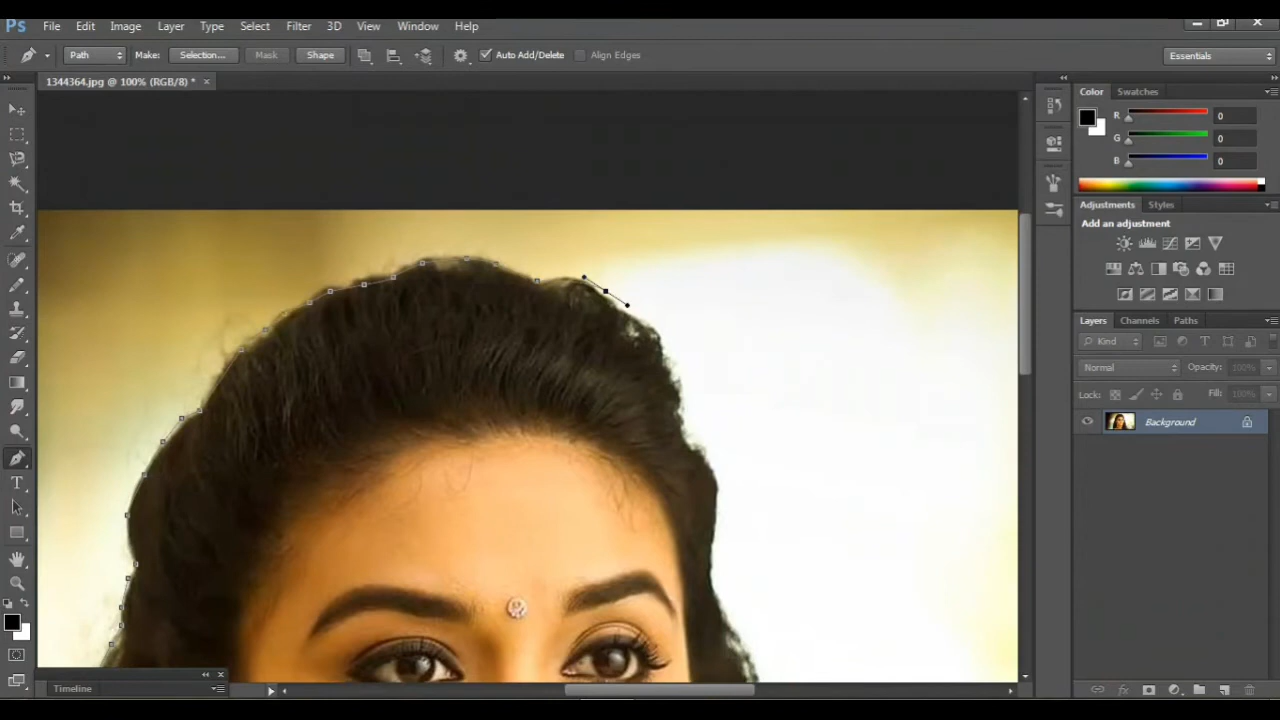 Ps File Edit Image Layer Type Select Filter 3D View Window Help
Path Make: Selection... Mask Shape Auto Add/Delete Align Edges Essentials
1344364.jpg @ 100% (RGB/8) * ×
Color Swatches
R 0
G 0
B 0
Adjustments Styles
Add an adjustment
Layers Channels Paths
Kind
Normal Opacity: 100%
Lock: Fill: 100%
Background
T
Timeline
fx